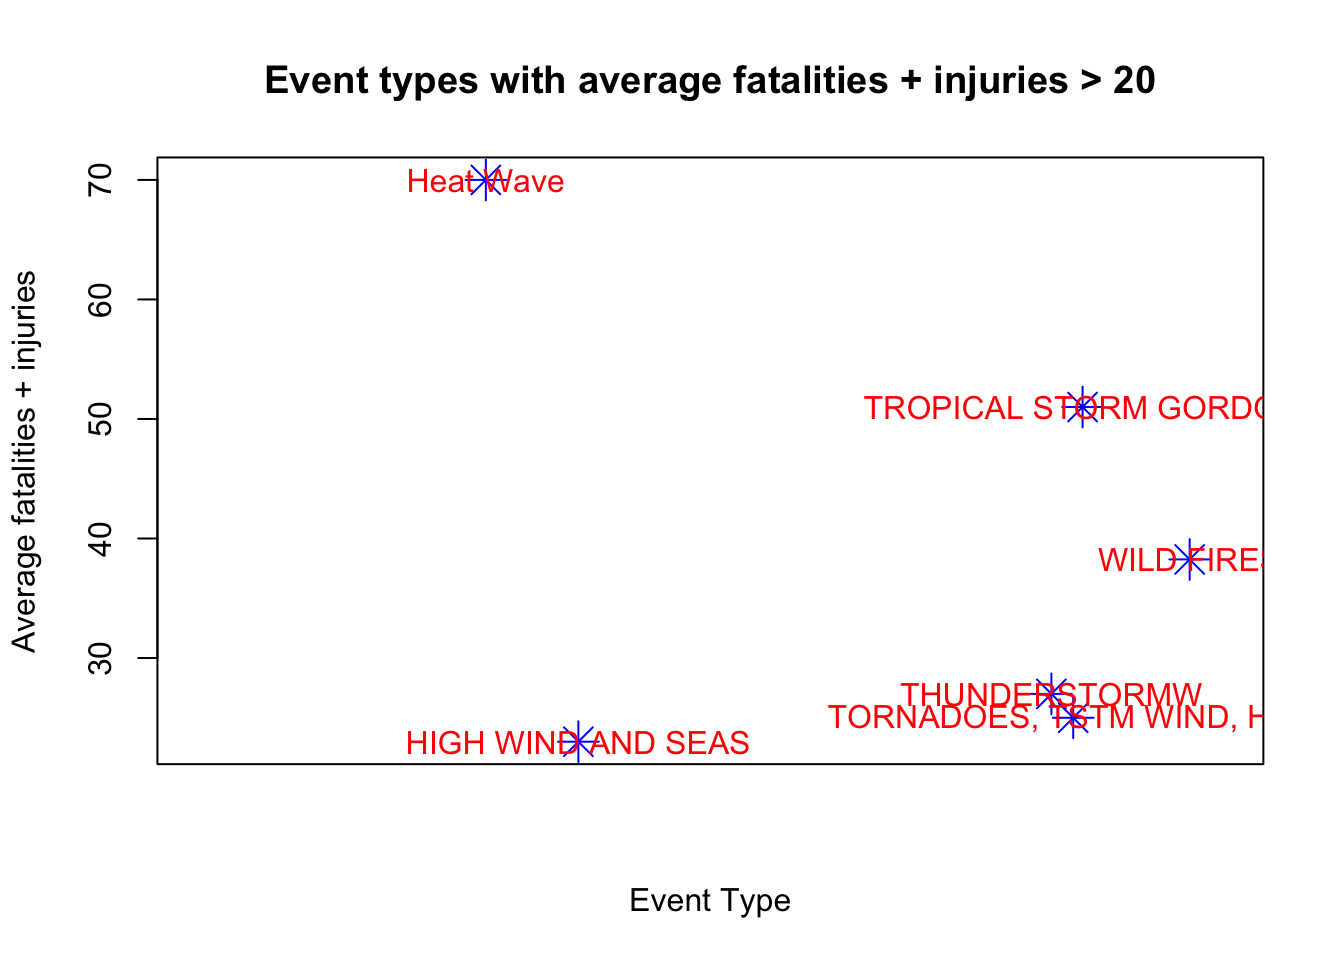 Event types with average fatalities + injuries > 20
Average fatalities + injuries
70
60
50
40
30
Heat Wave
TROPICAL STORM GORDO
WILD FIRES
THUNDERSTORMW
TORNADOES, TSTM WIND, H
HIGH WIND AND SEAS
Event Type